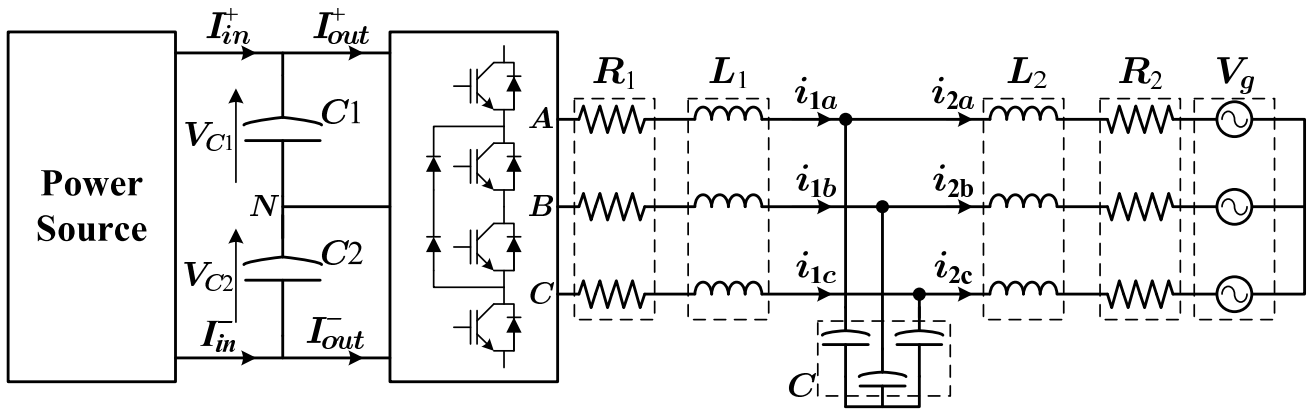 Power
Source
I+in
I+out
VC1
C1
N
VC2
C2
I−in
I−out
A
B
C
R1
L1
i1a
i2a
L2
R2
Vg
i1b
i2b
i1c
i2c
C